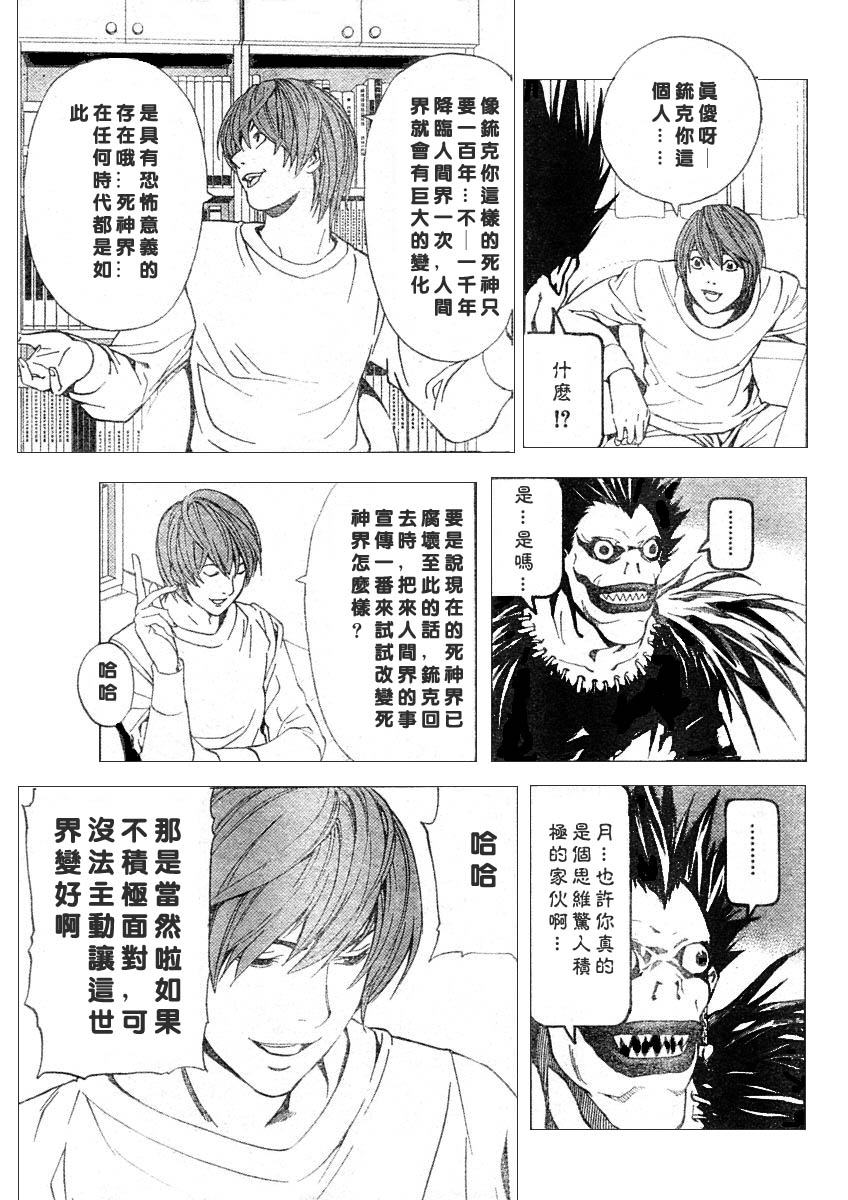 眞傻呀─
銃克你這
個人……
什麼
!?
像銃克你這樣的死神只
要一百年…不─一千年
降臨人間界一次,人間
界就會有巨大的變化
是具有恐怖意義的
存在哦…死神界…
在任何時代都是如
此
………
是…是嗎…
要是說現在的死神界已
腐壞至此的話,銃克回
去時,把來人間界的事
宣傳一番來試試改變死
神界怎麼樣?
哈哈
…………
月…也許你真的
是個思維驚人積
極的家伙啊…
哈哈
那是當然啦如果
不積極面對,可
沒法主動讓這世
界變好啊